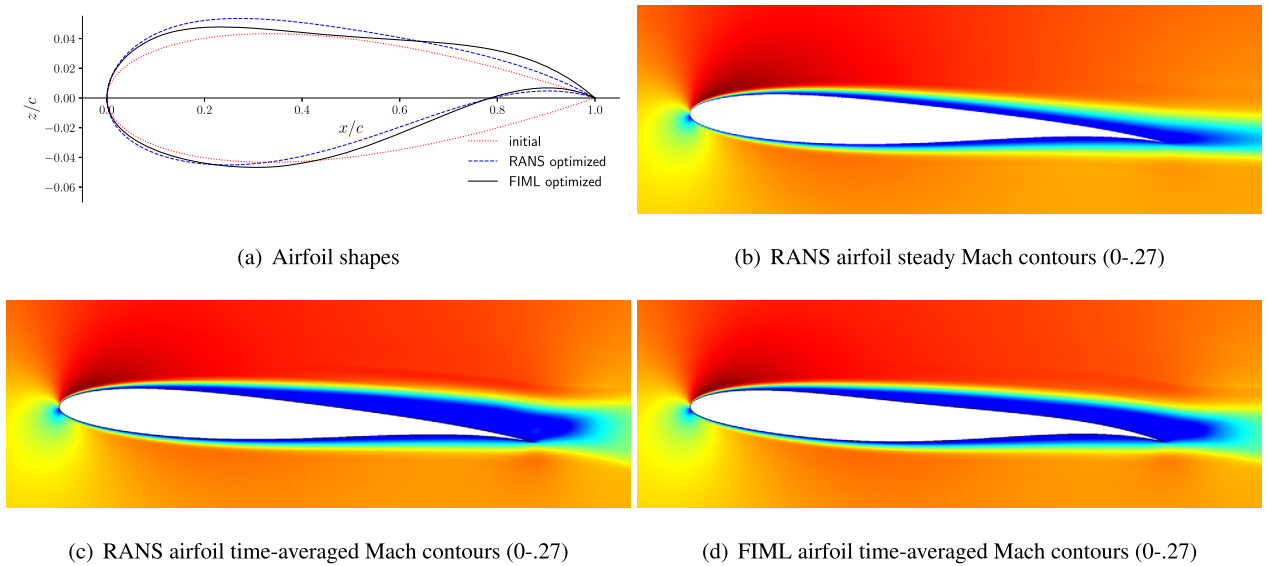 0.04
0.02
0.00
−0.02
−0.04
−0.06
z/c
0.0 0.2 0.4 0.6 0.8 1.0
x/c
initial
RANS optimized
FIML optimized
(a) Airfoil shapes
(b) RANS airfoil steady Mach contours (0-.27)
(c) RANS airfoil time-averaged Mach contours (0-.27)
(d) FIML airfoil time-averaged Mach contours (0-.27)